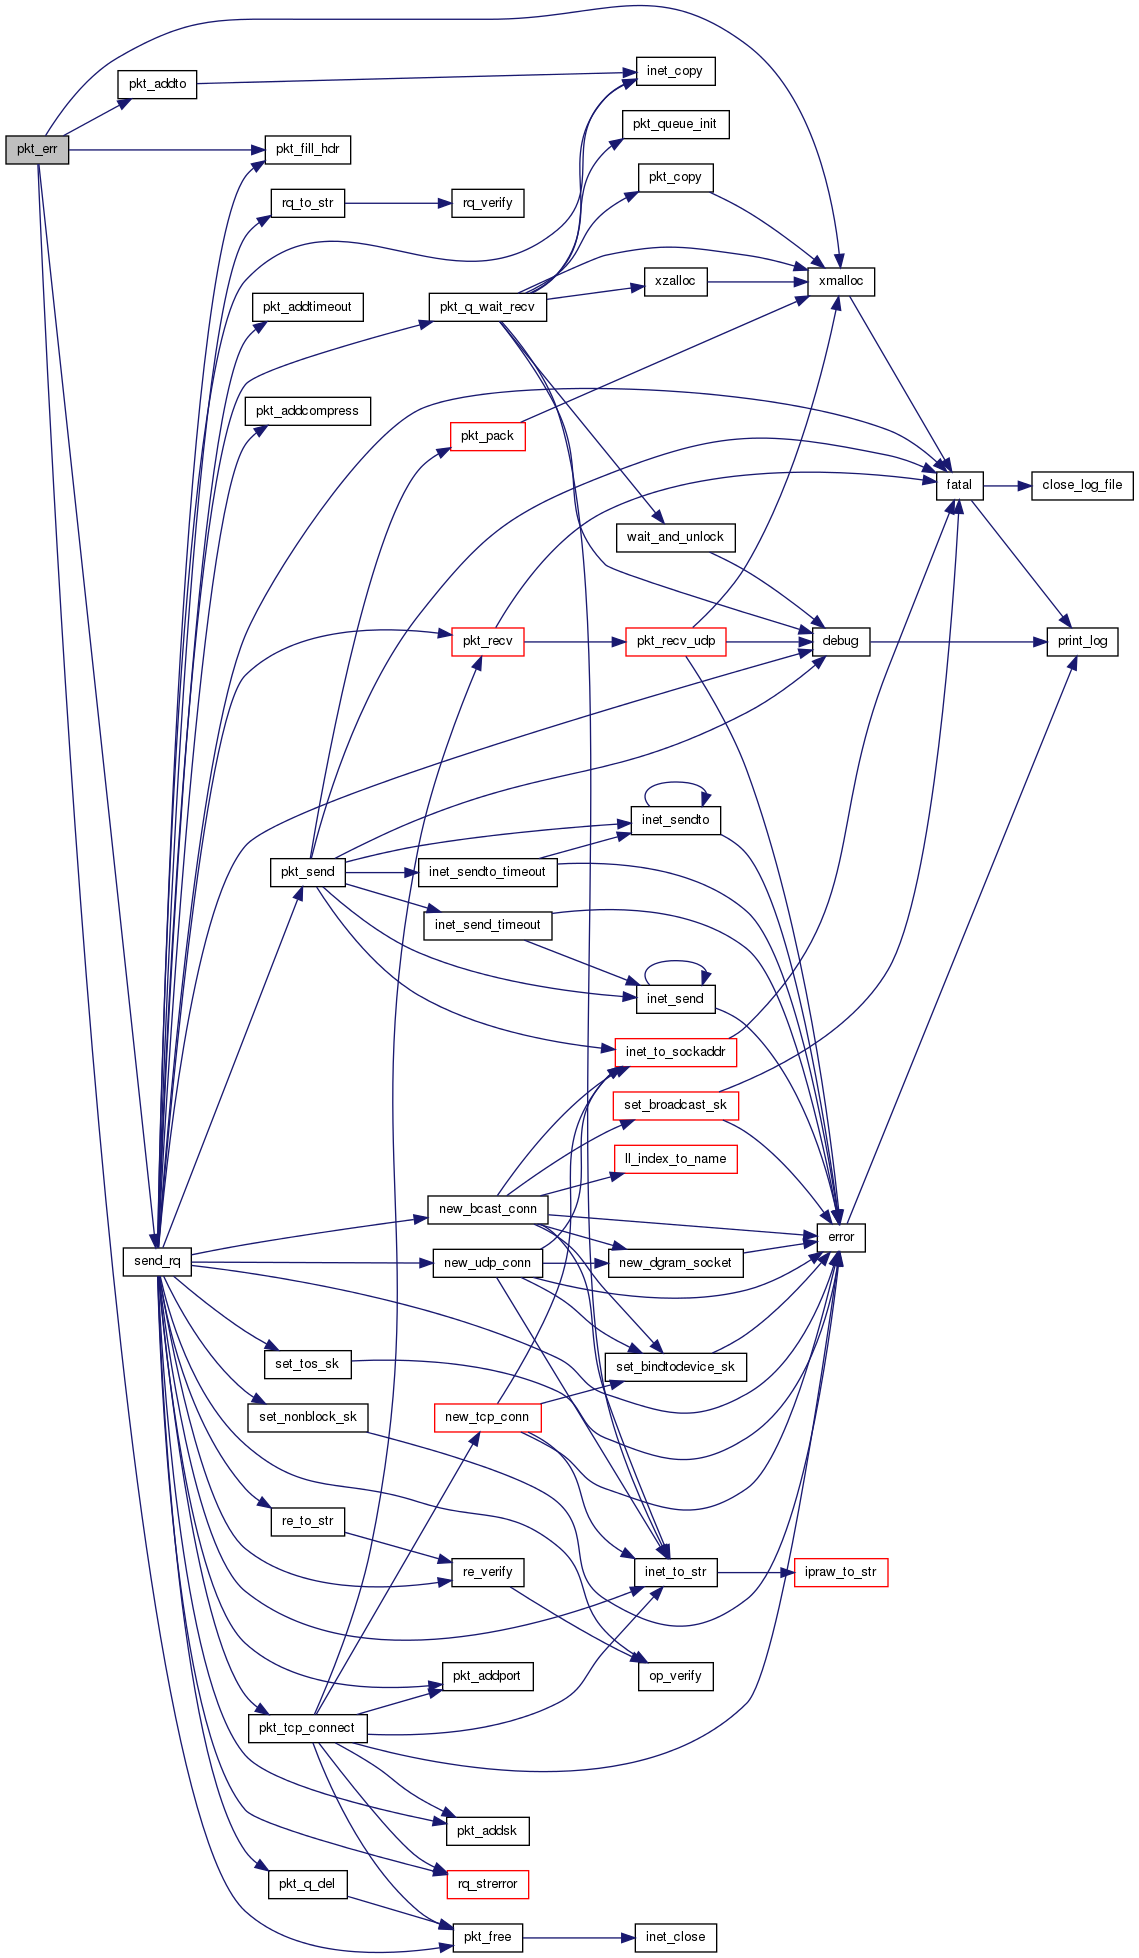 inet_copy
pkt_addto
pkt_queue_init
pkt_err
pkt_fill_hdr
pkt_copy
rq_to_str
rq_verify
xzalloc
xmalloc
pkt_addtimeout
pkt_q_wait_recv
pkt_addcompress
pkt_pack
fatal
close_log_file
wait_and_unlock
pkt_recv
pkt_recv_udp
debug
print_log
inet_sendto
pkt_send
inet_sendto_timeout
inet_send_timeout
inet_send
inet_to_sockaddr
set_broadcast_sk
ll_index_to_name
new_bcast_conn
error
send_rq
new_udp_conn
new_dgram_socket
set_tos_sk
set_bindtodevice_sk
set_nonblock_sk
new_tcp_conn
re_to_str
re_verify
inet_to_str
ipraw_to_str
pkt_addport
op_verify
pkt_tcp_connect
pkt_addsk
pkt_q_del
rq_strerror
pkt_free
inet_close